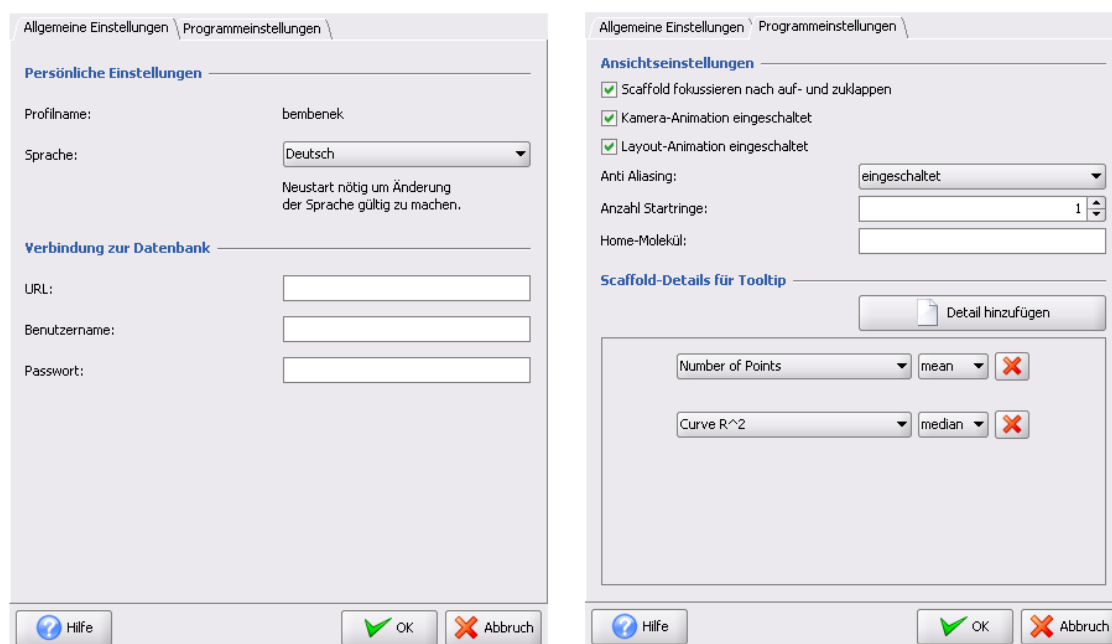 Allgemeine Einstellungen Programmeinstellungen
Persönliche Einstellungen
Profilname: bembenek
Sprache: Deutsch
Neustart nötig um Änderung
der Sprache gültig zu machen.
Verbindung zur Datenbank
URL:
Benutzername:
Passwort:
Hilfe OK Abbruch
Allgemeine Einstellungen Programmeinstellungen
Ansichtseinstellungen
Scaffold fokussieren nach auf- und zuklappen
Kamera-Animation eingeschaltet
Layout-Animation eingeschaltet
Anti Aliasing: eingeschaltet
Anzahl Startringe: 1
Home-Molekül:
Scaffold-Details für Tooltip
Detail hinzufügen
Number of Points mean
Curve R^2 median
Hilfe OK Abbruch